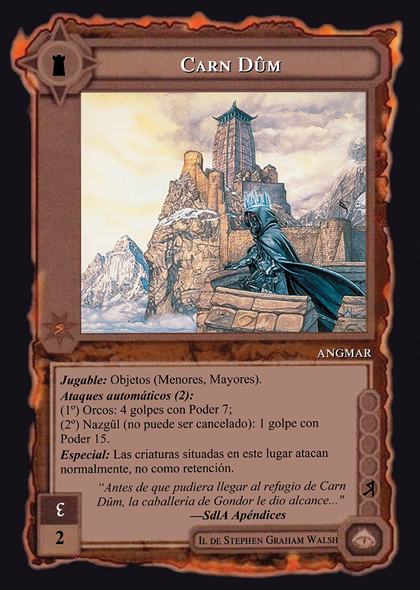 Carn Dûm
ANGMAR
Jugable: Objetos (Menores, Mayores).
Ataques automáticos (2):
(1º) Orcos: 4 golpes con Poder 7;
(2º) Nazgûl (no puede ser cancelado): 1 golpe con
Poder 15.
Especial: Las criaturas situadas en este lugar atacan
normalmente, no como retención.
“Antes de que pudiera llegar al refugio de Carn
Dûm, la caballería de Gondor le dio alcance..."
—SdlA Apéndices
2
Il de Stephen Graham Walsh